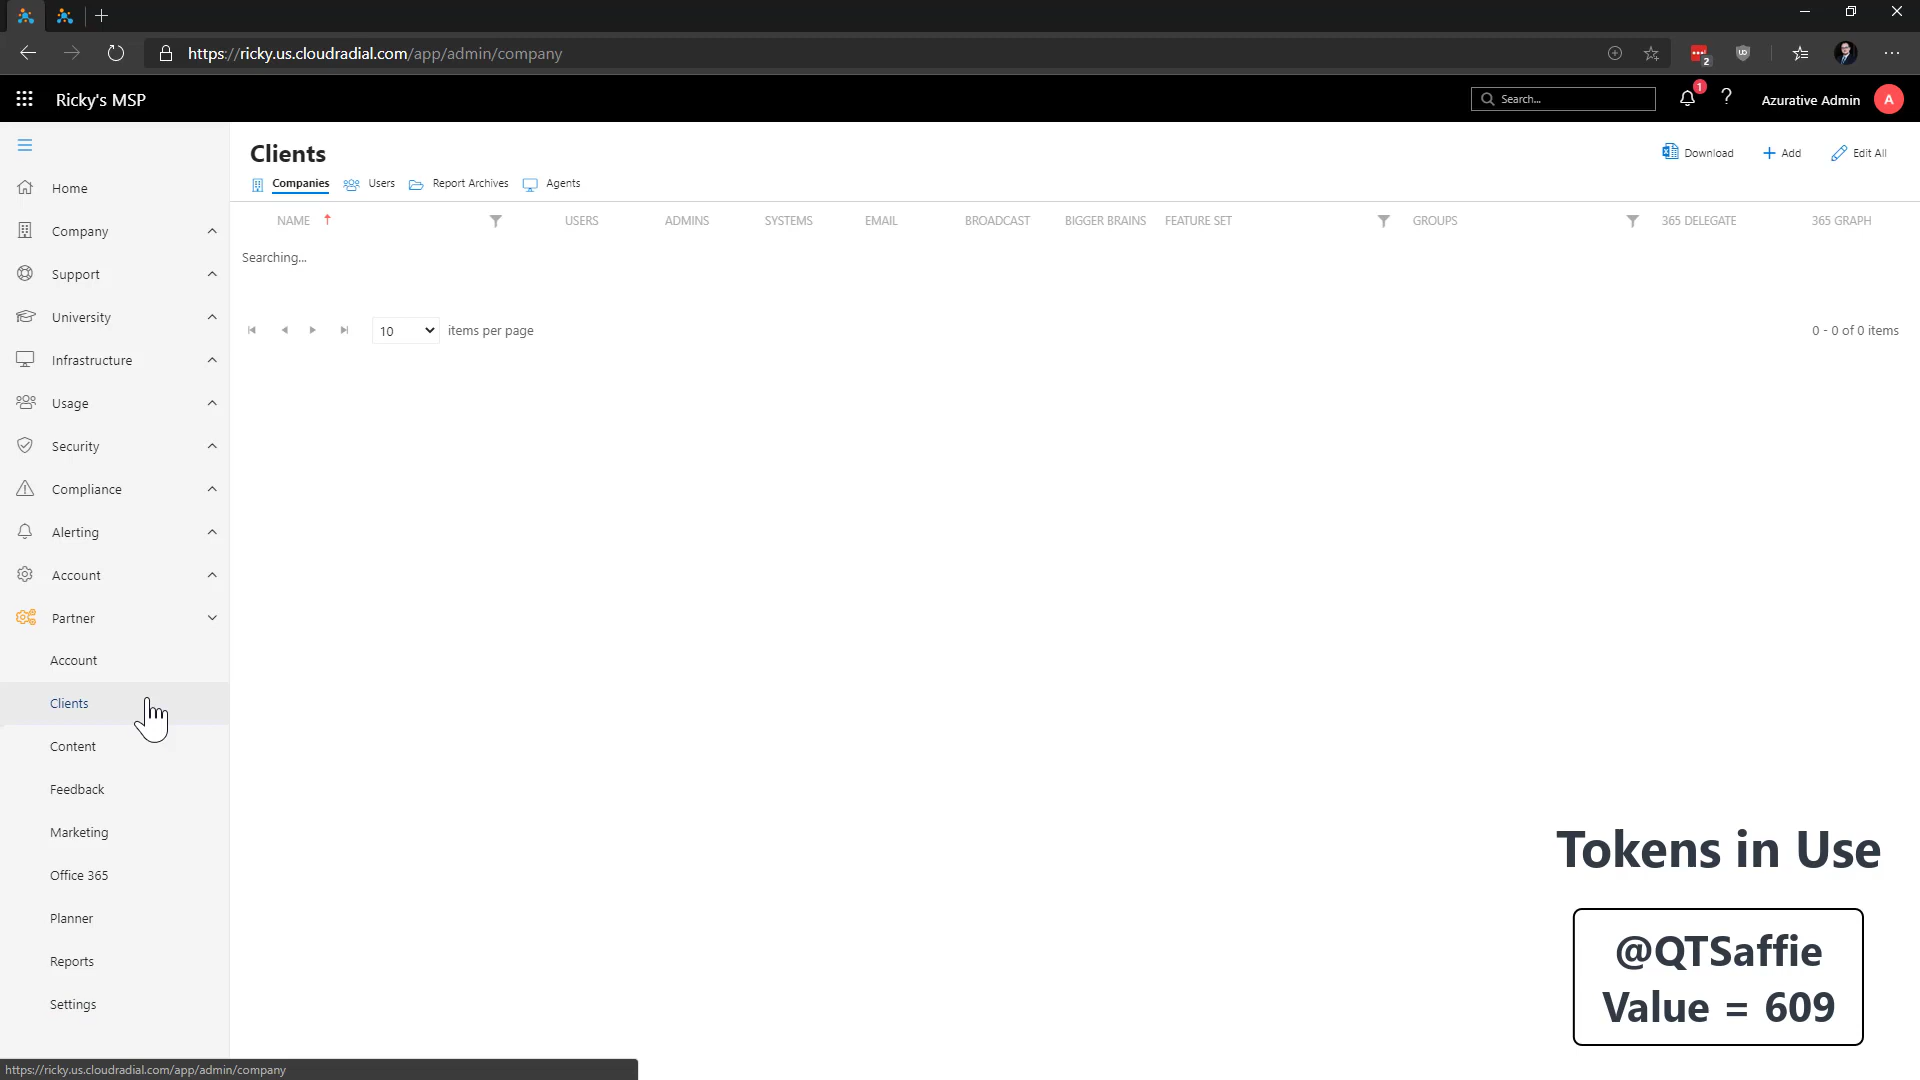 https://ricky.us.cloudradial.com/app/admin/company
2
Ricky's MSP
Search...
1
?
Azurative Admin
A
Home
Company
Support
University
Infrastructure
Usage
Security
Compliance
Alerting
Account
Partner
Account
Clients
Content
Feedback
Marketing
Office 365
Planner
Reports
Settings
Clients
Download
Add
Edit All
Companies
Users
Report Archives
Agents
NAME USERS ADMINS SYSTEMS EMAIL BROADCAST BIGGER BRAINS FEATURE SET GROUPS 365 DELEGATE 365 GRAPH
Searching...
10 items per page
0 - 0 of 0 items
Tokens in Use
@QTSaffie
Value = 609
https://ricky.us.cloudradial.com/app/admin/company